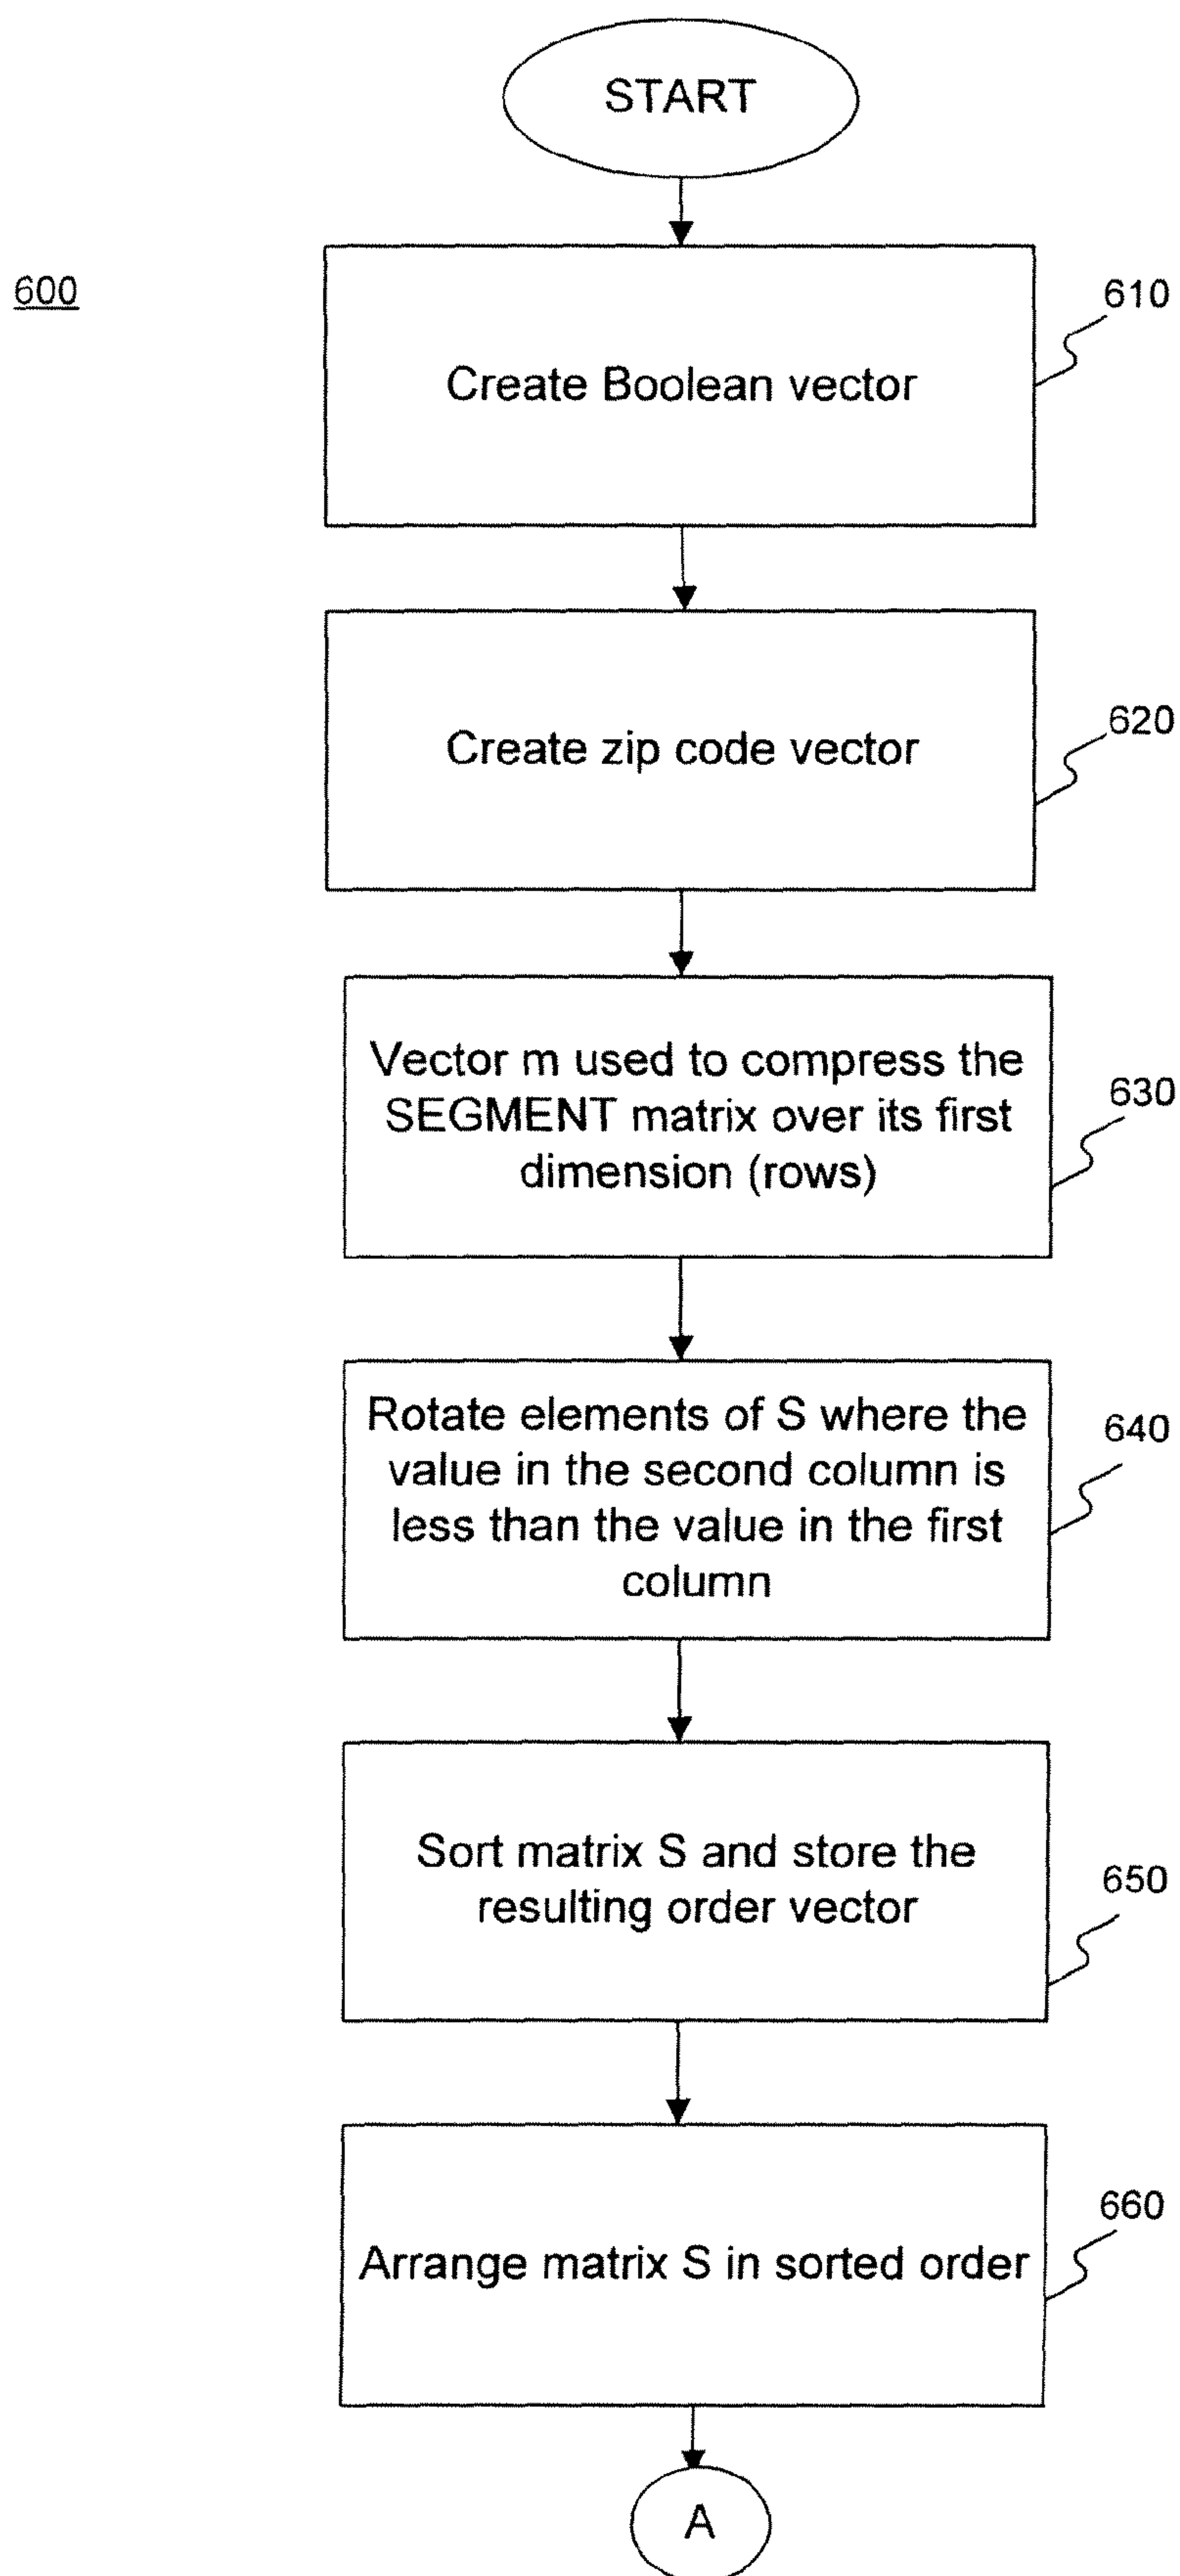 START
600
610
Create Boolean vector
620
Create zip code vector
630
Vector m used to compress the
SEGMENT matrix over its first
dimension (rows)
640
Rotate elements of S where the
value in the second column is
less than the value in the first
column
650
Sort matrix S and store the
resulting order vector
660
Arrange matrix S in sorted order
A